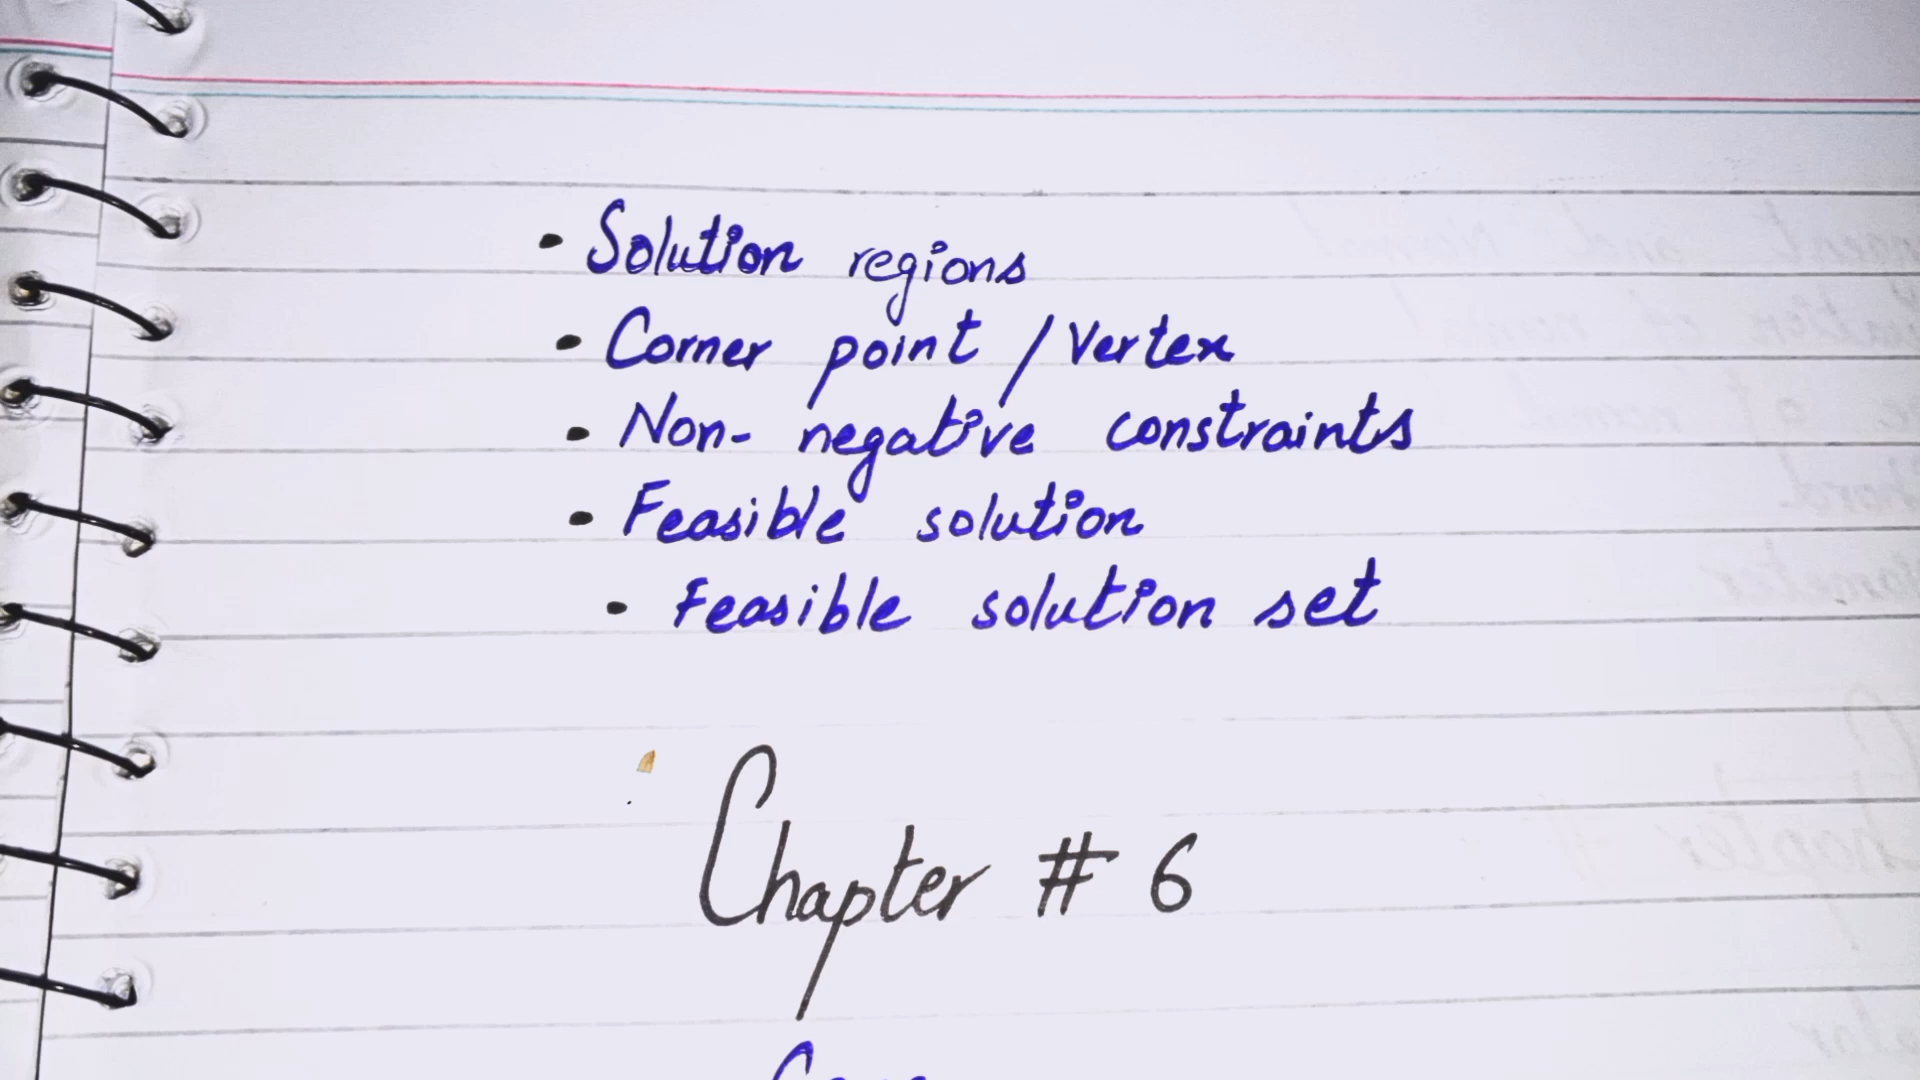 • Solution regions
• Corner point / Vertex
• Non-negative constraints
• Feasible solution
• Feasible solution set
Chapter # 6